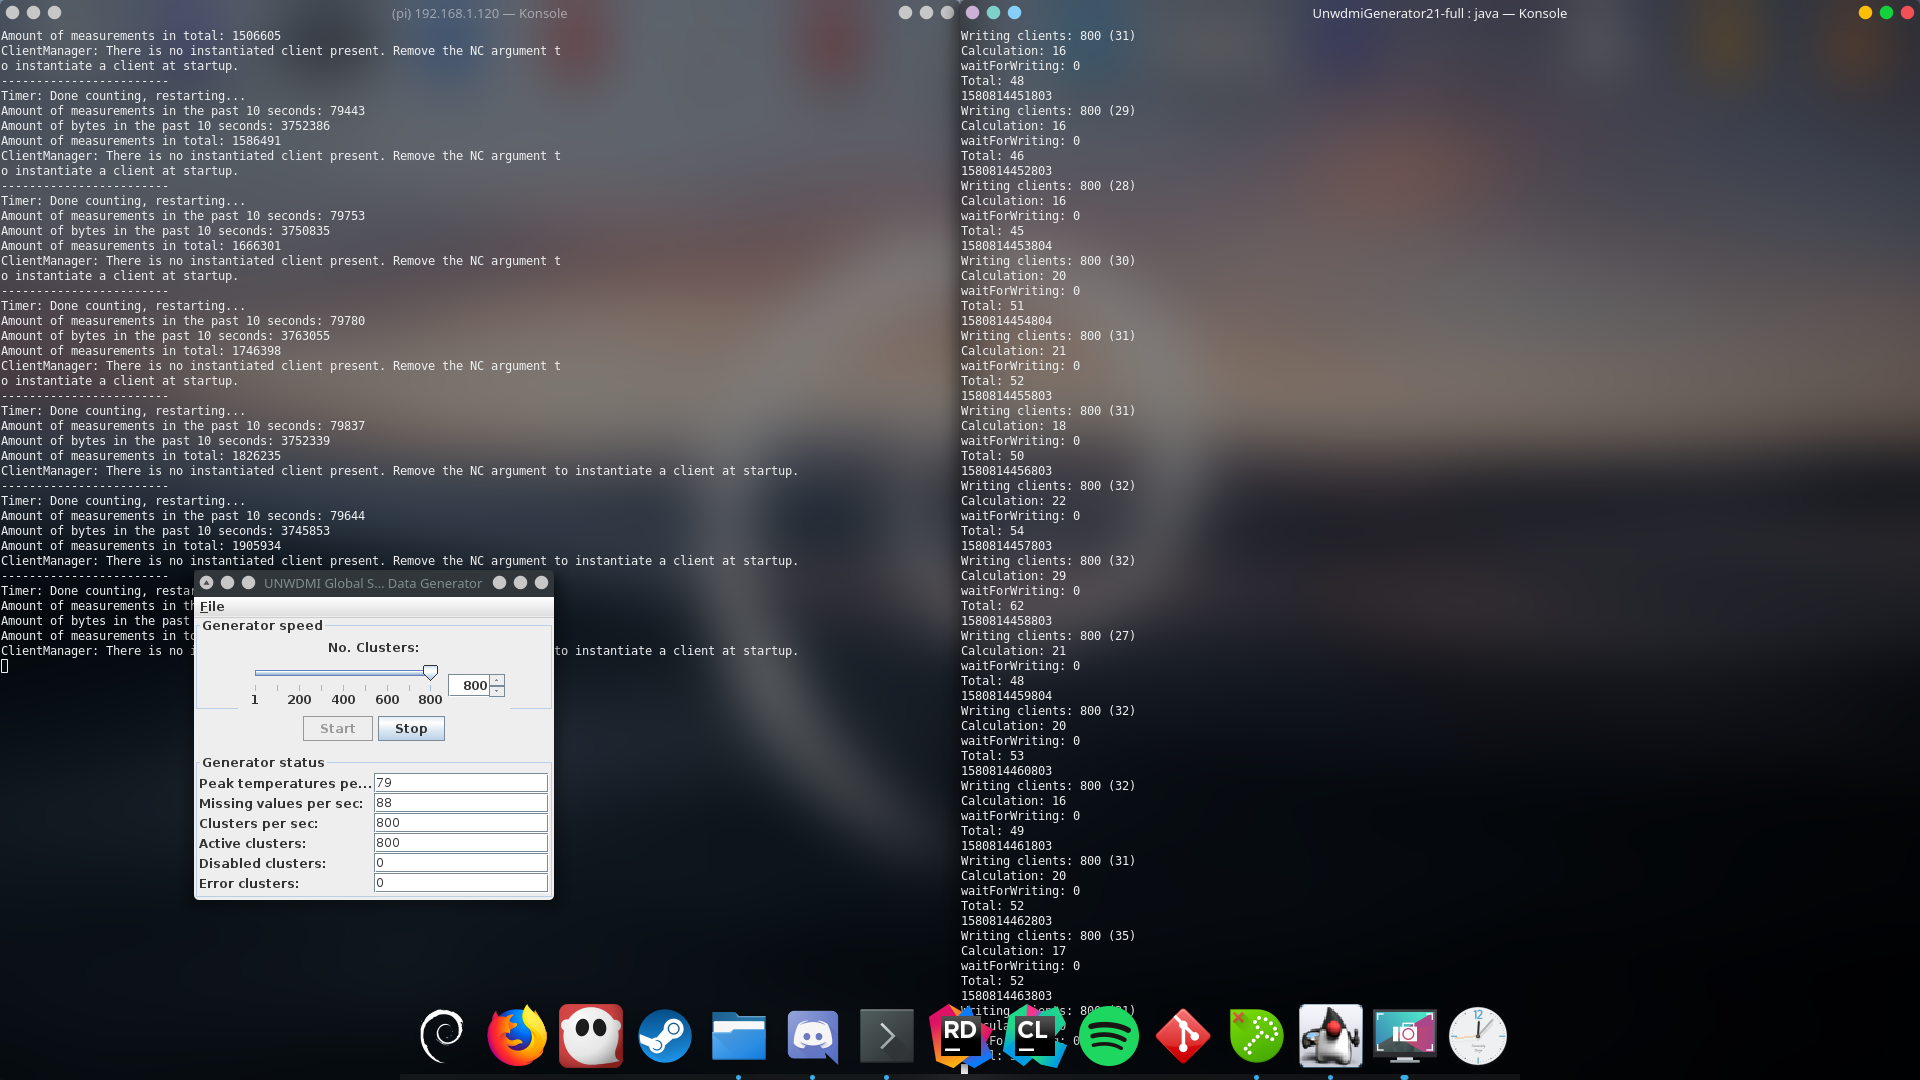 (pi) 192.168.1.120 — Konsole
Amount of measurements in total: 1506605
ClientManager: There is no instantiated client present. Remove the NC argument t
o instantiate a client at startup.
------------------------
Timer: Done counting, restarting...
Amount of measurements in the past 10 seconds: 79443
Amount of bytes in the past 10 seconds: 3752386
Amount of measurements in total: 1586491
ClientManager: There is no instantiated client present. Remove the NC argument t
o instantiate a client at startup.
------------------------
Timer: Done counting, restarting...
Amount of measurements in the past 10 seconds: 79753
Amount of bytes in the past 10 seconds: 3750835
Amount of measurements in total: 1666301
ClientManager: There is no instantiated client present. Remove the NC argument t
o instantiate a client at startup.
------------------------
Timer: Done counting, restarting...
Amount of measurements in the past 10 seconds: 79780
Amount of bytes in the past 10 seconds: 3763055
Amount of measurements in total: 1746398
ClientManager: There is no instantiated client present. Remove the NC argument t
o instantiate a client at startup.
------------------------
Timer: Done counting, restarting...
Amount of measurements in the past 10 seconds: 79837
Amount of bytes in the past 10 seconds: 3752339
Amount of measurements in total: 1826235
ClientManager: There is no instantiated client present. Remove the NC argument to instantiate a client at startup.
------------------------
Timer: Done counting, restarting...
Amount of measurements in the past 10 seconds: 79644
Amount of bytes in the past 10 seconds: 3745853
Amount of measurements in total: 1905934
ClientManager: There is no instantiated client present. Remove the NC argument to instantiate a client at startup.
------------------------
Timer: Done counting, restar
Amount of measurements in th
Amount of bytes in the past
Amount of measurements in to
ClientManager: There is no i to instantiate a client at startup.
UNWDMI Global S... Data Generator
File
Generator speed
No. Clusters:
800
1 200 400 600 800
Start Stop
Generator status
Peak temperatures pe... 79
Missing values per sec: 88
Clusters per sec: 800
Active clusters: 800
Disabled clusters: 0
Error clusters: 0
UnwdmiGenerator21-full : java — Konsole
Writing clients: 800 (31)
Calculation: 16
waitForWriting: 0
Total: 48
1580814451803
Writing clients: 800 (29)
Calculation: 16
waitForWriting: 0
Total: 46
1580814452803
Writing clients: 800 (28)
Calculation: 16
waitForWriting: 0
Total: 45
1580814453804
Writing clients: 800 (30)
Calculation: 20
waitForWriting: 0
Total: 51
1580814454804
Writing clients: 800 (31)
Calculation: 21
waitForWriting: 0
Total: 52
1580814455803
Writing clients: 800 (31)
Calculation: 18
waitForWriting: 0
Total: 50
1580814456803
Writing clients: 800 (32)
Calculation: 22
waitForWriting: 0
Total: 54
1580814457803
Writing clients: 800 (32)
Calculation: 29
waitForWriting: 0
Total: 62
1580814458803
Writing clients: 800 (27)
Calculation: 21
waitForWriting: 0
Total: 48
1580814459804
Writing clients: 800 (32)
Calculation: 20
waitForWriting: 0
Total: 53
1580814460803
Writing clients: 800 (32)
Calculation: 16
waitForWriting: 0
Total: 49
1580814461803
Writing clients: 800 (31)
Calculation: 20
waitForWriting: 0
Total: 52
1580814462803
Writing clients: 800 (35)
Calculation: 17
waitForWriting: 0
Total: 52
1580814463803
RD
CL
12